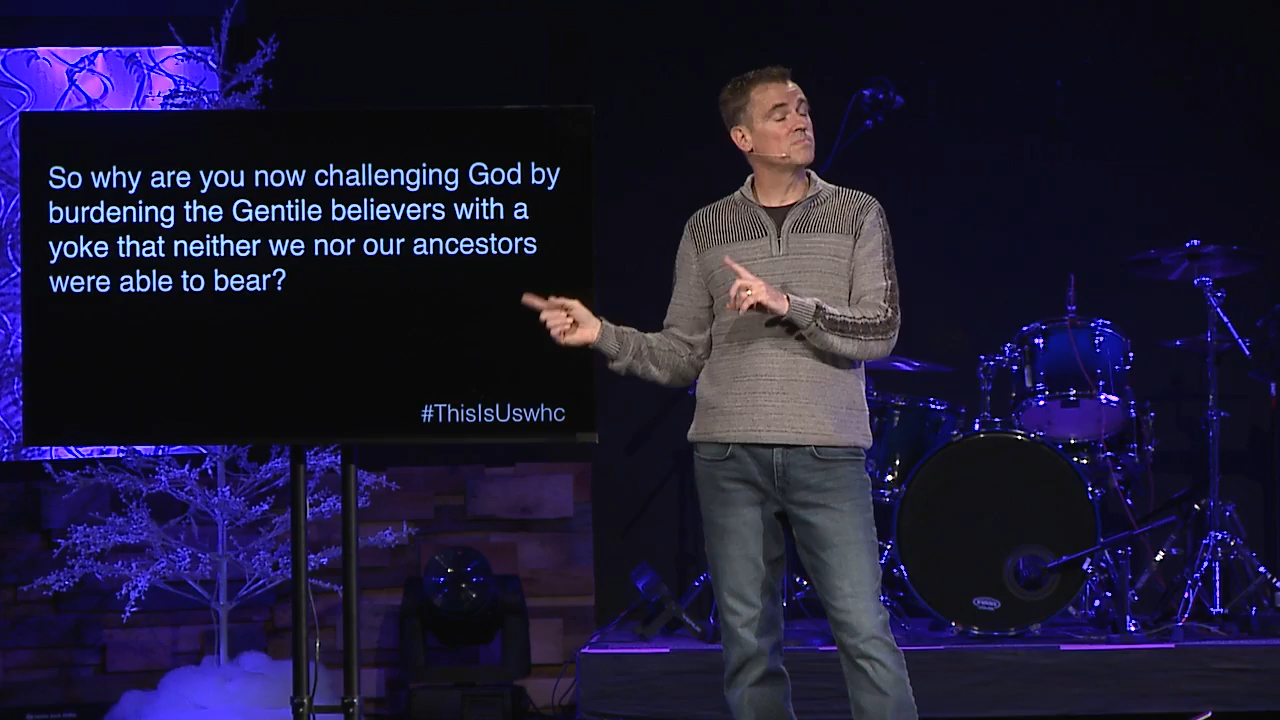 So why are you now challenging God by
burdening the Gentile believers with a
yoke that neither we nor our ancestors
were able to bear?
#ThisIsUswhc